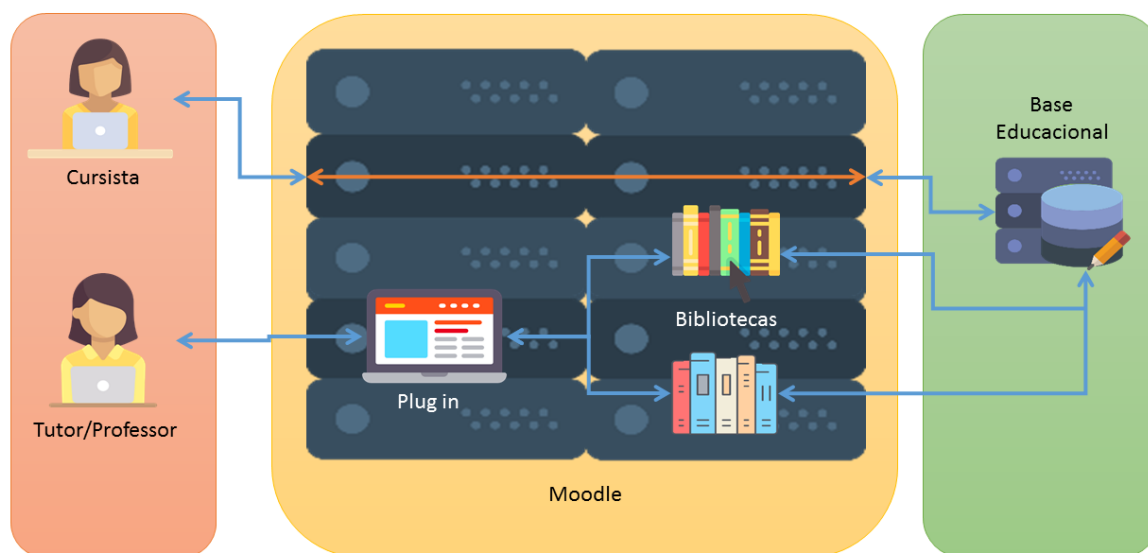 Cursista
Tutor/Professor
Plug in
Bibliotecas
Moodle
Base
Educacional